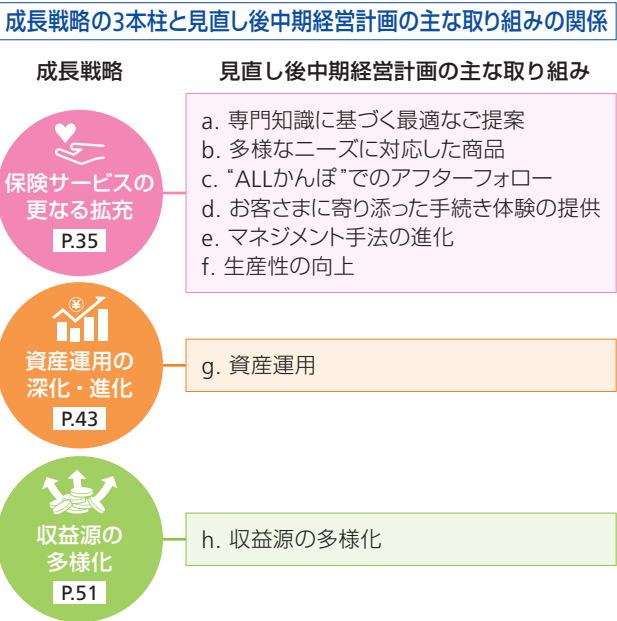 成長戦略の3本柱と見直し後中期経営計画の主な取り組みの関係
成長戦略
見直し後中期経営計画の主な取り組み
保険サービスの
更なる拡充
P.35
a. 専門知識に基づく最適なご提案
b. 多様なニーズに対応した商品
c. “ALLかんぽ”でのアフターフォロー
d. お客さまに寄り添った手続き体験の提供
e. マネジメント手法の進化
f. 生産性の向上
¥
資産運用の
深化・進化
P.43
g. 資産運用
収益源の
多様化
P.51
h. 収益源の多様化